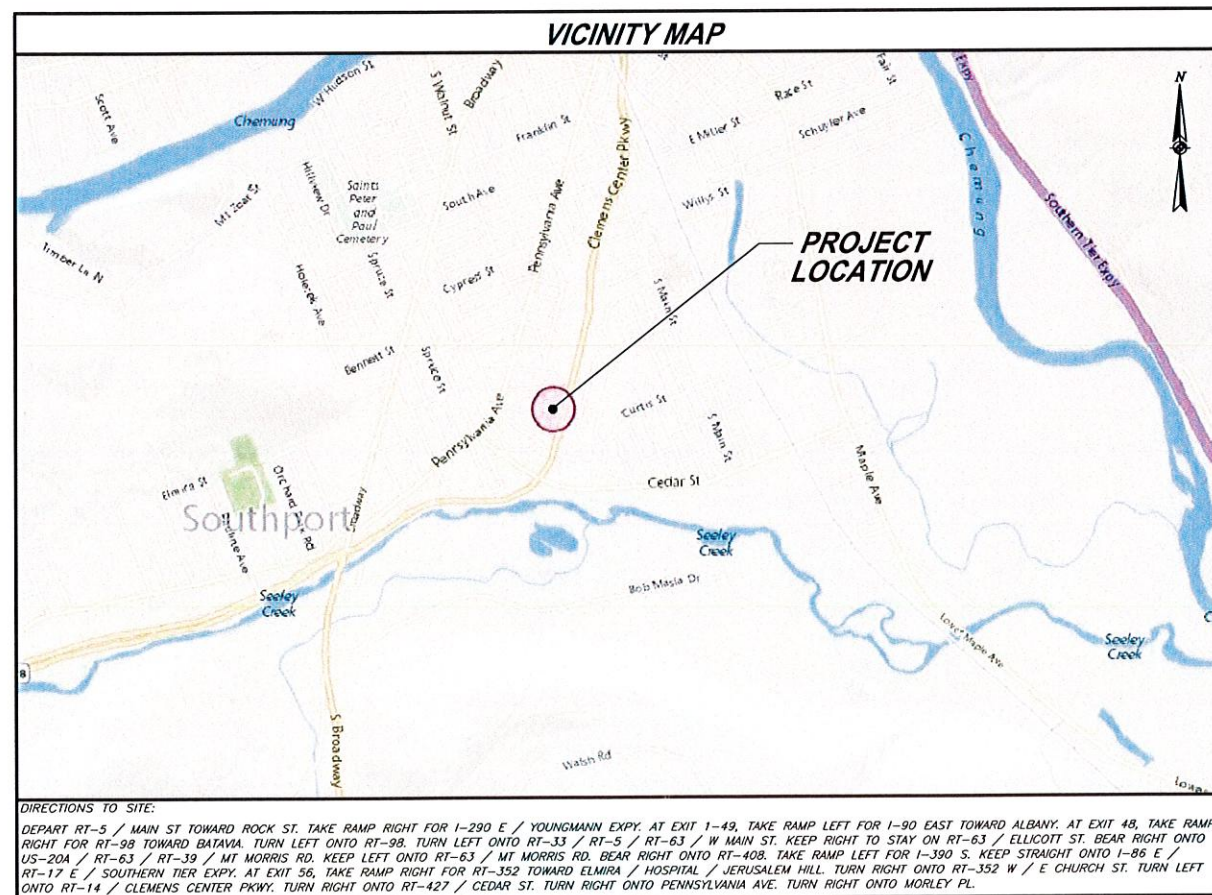 VICINITY MAP
Scott Ave
W Hudson St
Chemung
S Walnut St
Broadway
Franklin St
Clemens Center Pkwy
Race St
Fair St
E Miller St
Schuyler Ave
Expy
N
Mt Zoar St
Hillview Dr
Saints
Peter
and
Paul
Cemetery
South Ave
Pennsylvania Ave
Willys St
Chemung
Southern Tier Expy
Timber La N
Spruce St
Cypress St
PROJECT
LOCATION
S Main St
Bennett St
Spruce St
Pennsylvania Ave
Curtis St
S Main St
Elmira St
Southport
Broadway
Cedar St
Maple Ave
Seeley
Creek
Seeley
Creek
Bob Masia Dr
Lower Maple Ave
Seeley
Creek
8
S Broadway
Walsh Rd
DIRECTIONS TO SITE:
DEPART RT-5 / MAIN ST TOWARD ROCK ST. TAKE RAMP RIGHT FOR I-290 E / YOUNGMANN EXPY. AT EXIT 1-49, TAKE RAMP LEFT FOR I-90 EAST TOWARD ALBANY. AT EXIT 48, TAKE RAMP
RIGHT FOR RT-98 TOWARD BATAVIA. TURN LEFT ONTO RT-98. TURN LEFT ONTO RT-33 / RT-5 / RT-63 / W MAIN ST. KEEP RIGHT TO STAY ON RT-63 / ELLICOTT ST. BEAR RIGHT ONTO
US-20A / RT-63 / RT-39 / MT MORRIS RD. KEEP LEFT ONTO RT-63 / MT MORRIS RD. BEAR RIGHT ONTO RT-408. TAKE RAMP LEFT FOR I-390 S. KEEP STRAIGHT ONTO I-86 E /
RT-17 E / SOUTHERN TIER EXPY. AT EXIT 56, TAKE RAMP RIGHT FOR RT-352 TOWARD ELMIRA / HOSPITAL / JERUSALEM HILL. TURN RIGHT ONTO RT-352 W / E CHURCH ST. TURN LEFT
ONTO RT-14 / CLEMENS CENTER PKWY. TURN RIGHT ONTO RT-427 / CEDAR ST. TURN RIGHT ONTO PENNSYLVANIA AVE. TURN RIGHT ONTO MORLEY PL.